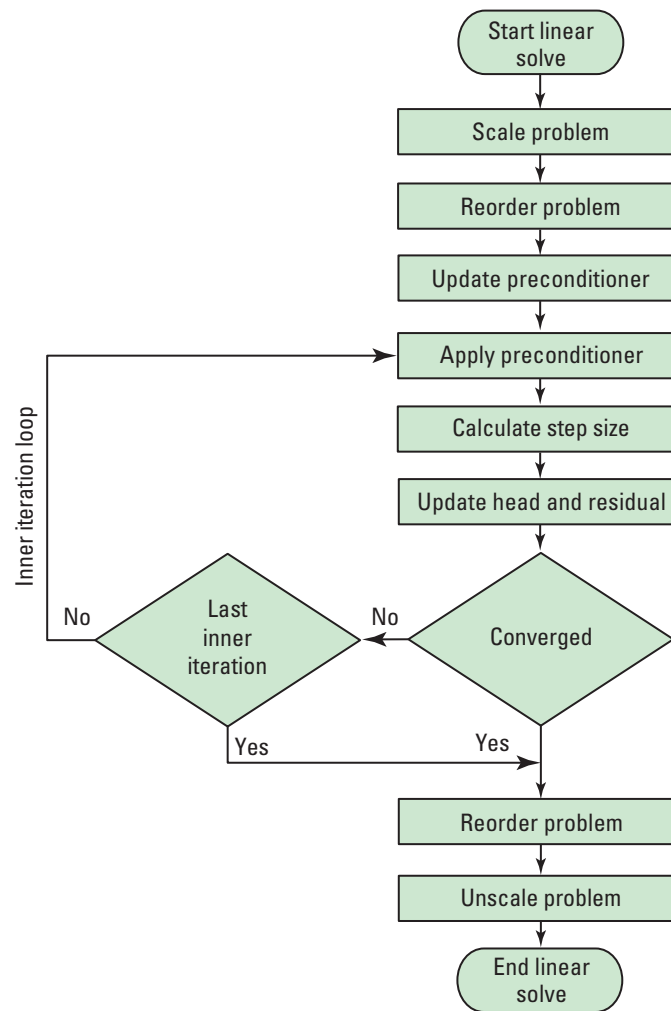 Start linear
solve
Scale problem
Reorder problem
Update preconditioner
Apply preconditioner
Calculate step size
Update head and residual
Inner iteration loop
No
Last
inner
iteration
No
Converged
Yes
Yes
Reorder problem
Unscale problem
End linear
solve